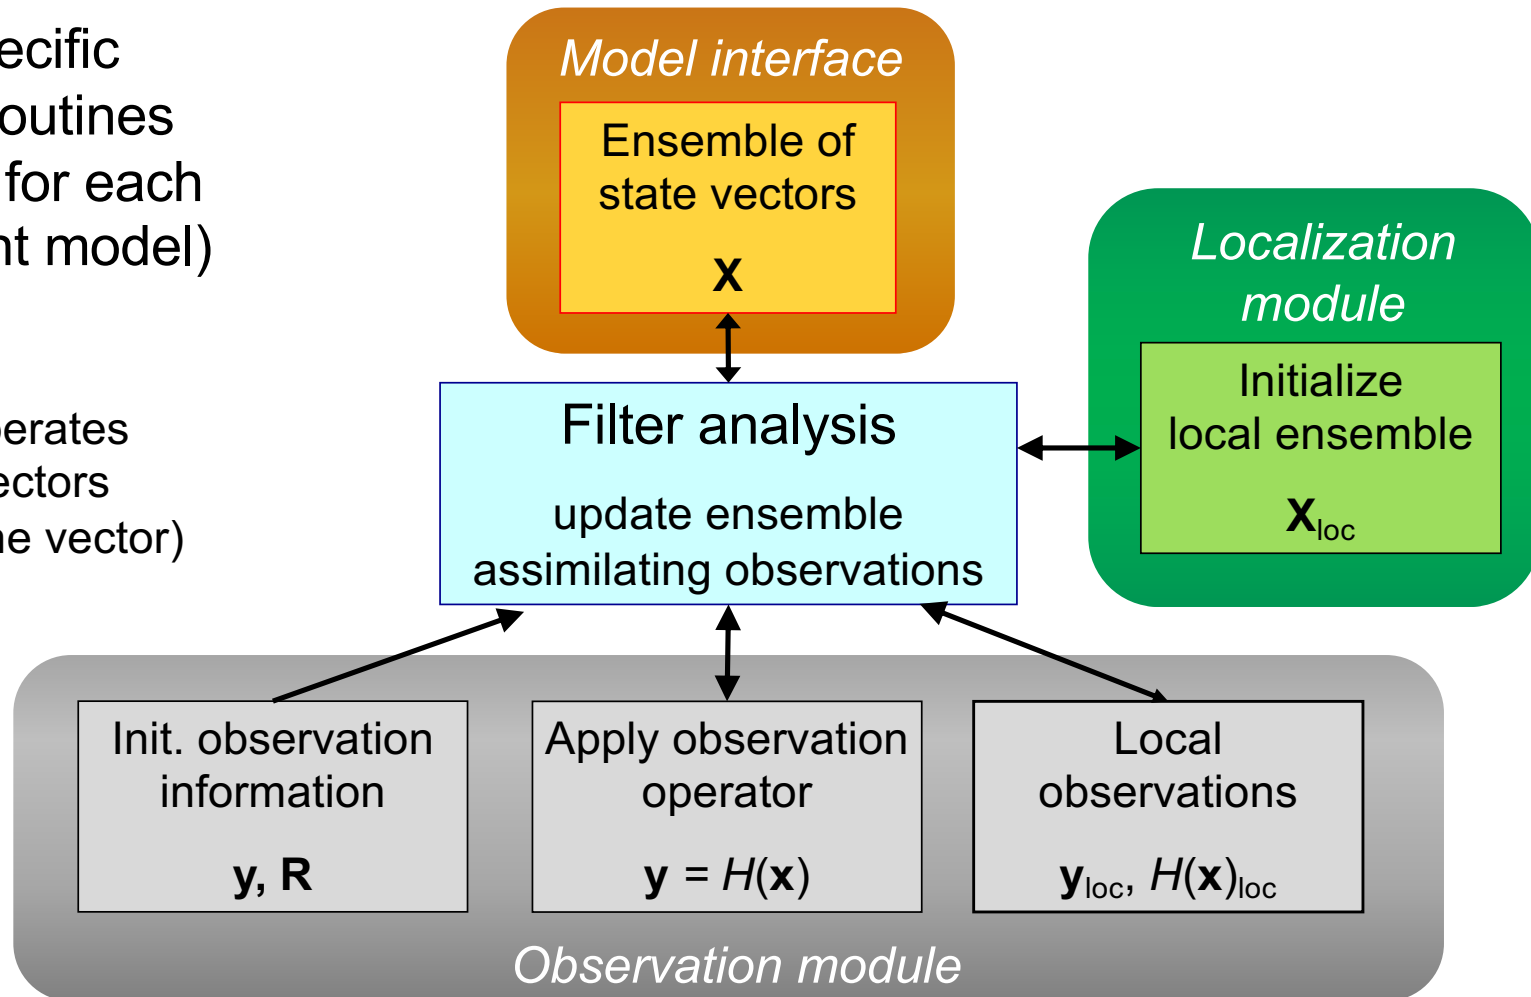 ecific
outines
for each
nt model)
perates
ectors
ne vector)
Model interface
Ensemble of
state vectors
X
Localization
module
Initialize
local ensemble
Xloc
Filter analysis
update ensemble
assimilating observations
Init. observation
information
y, R
Apply observation
operator
y = H(x)
Local
observations
yloc, H(x)loc
Observation module